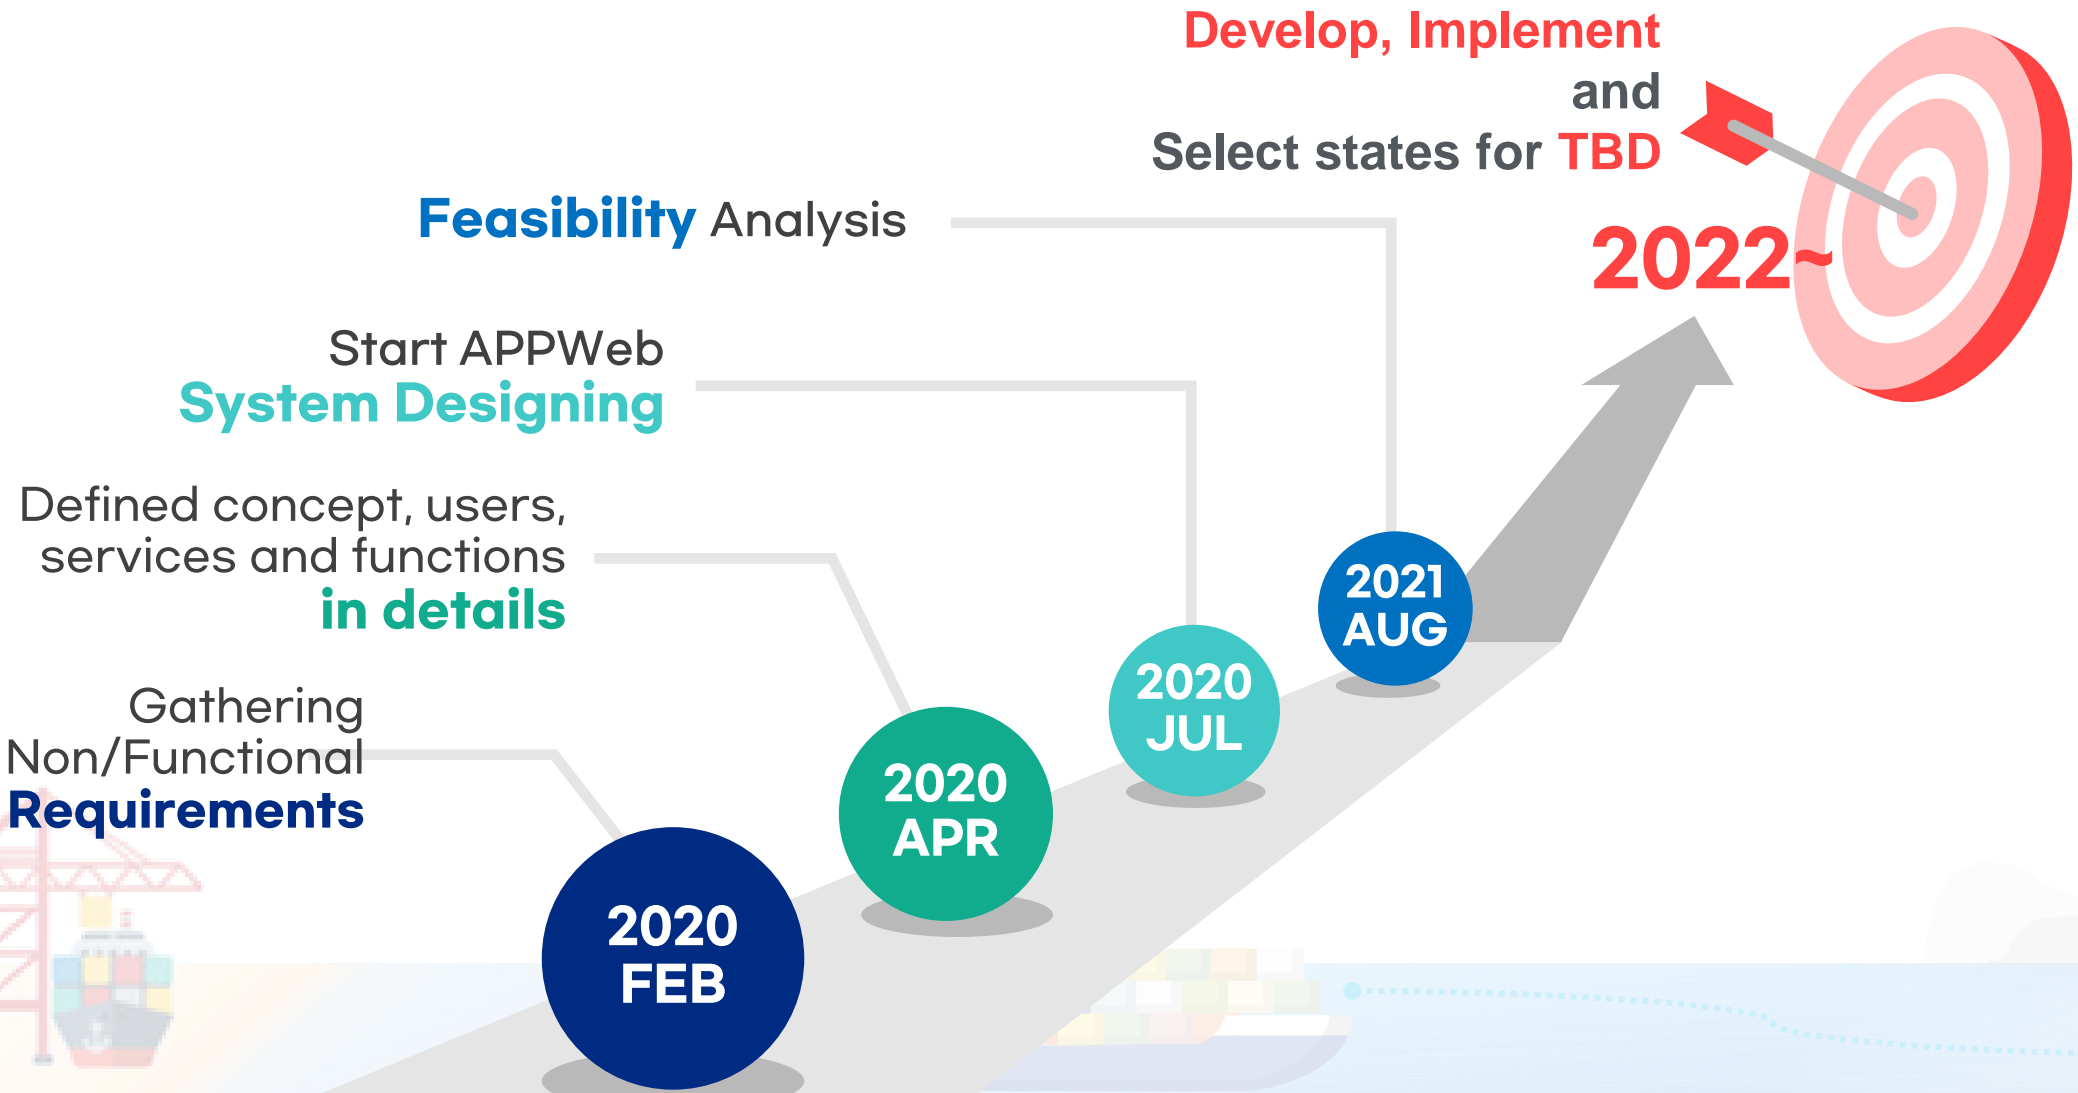 Develop, Implement
and
Select states for TBD
2022~
Feasibility Analysis
Start APPWeb
System Designing
Defined concept, users,
services and functions
in details
Gathering
Non/Functional
Requirements
2021
AUG
2020
JUL
2020
APR
2020
FEB